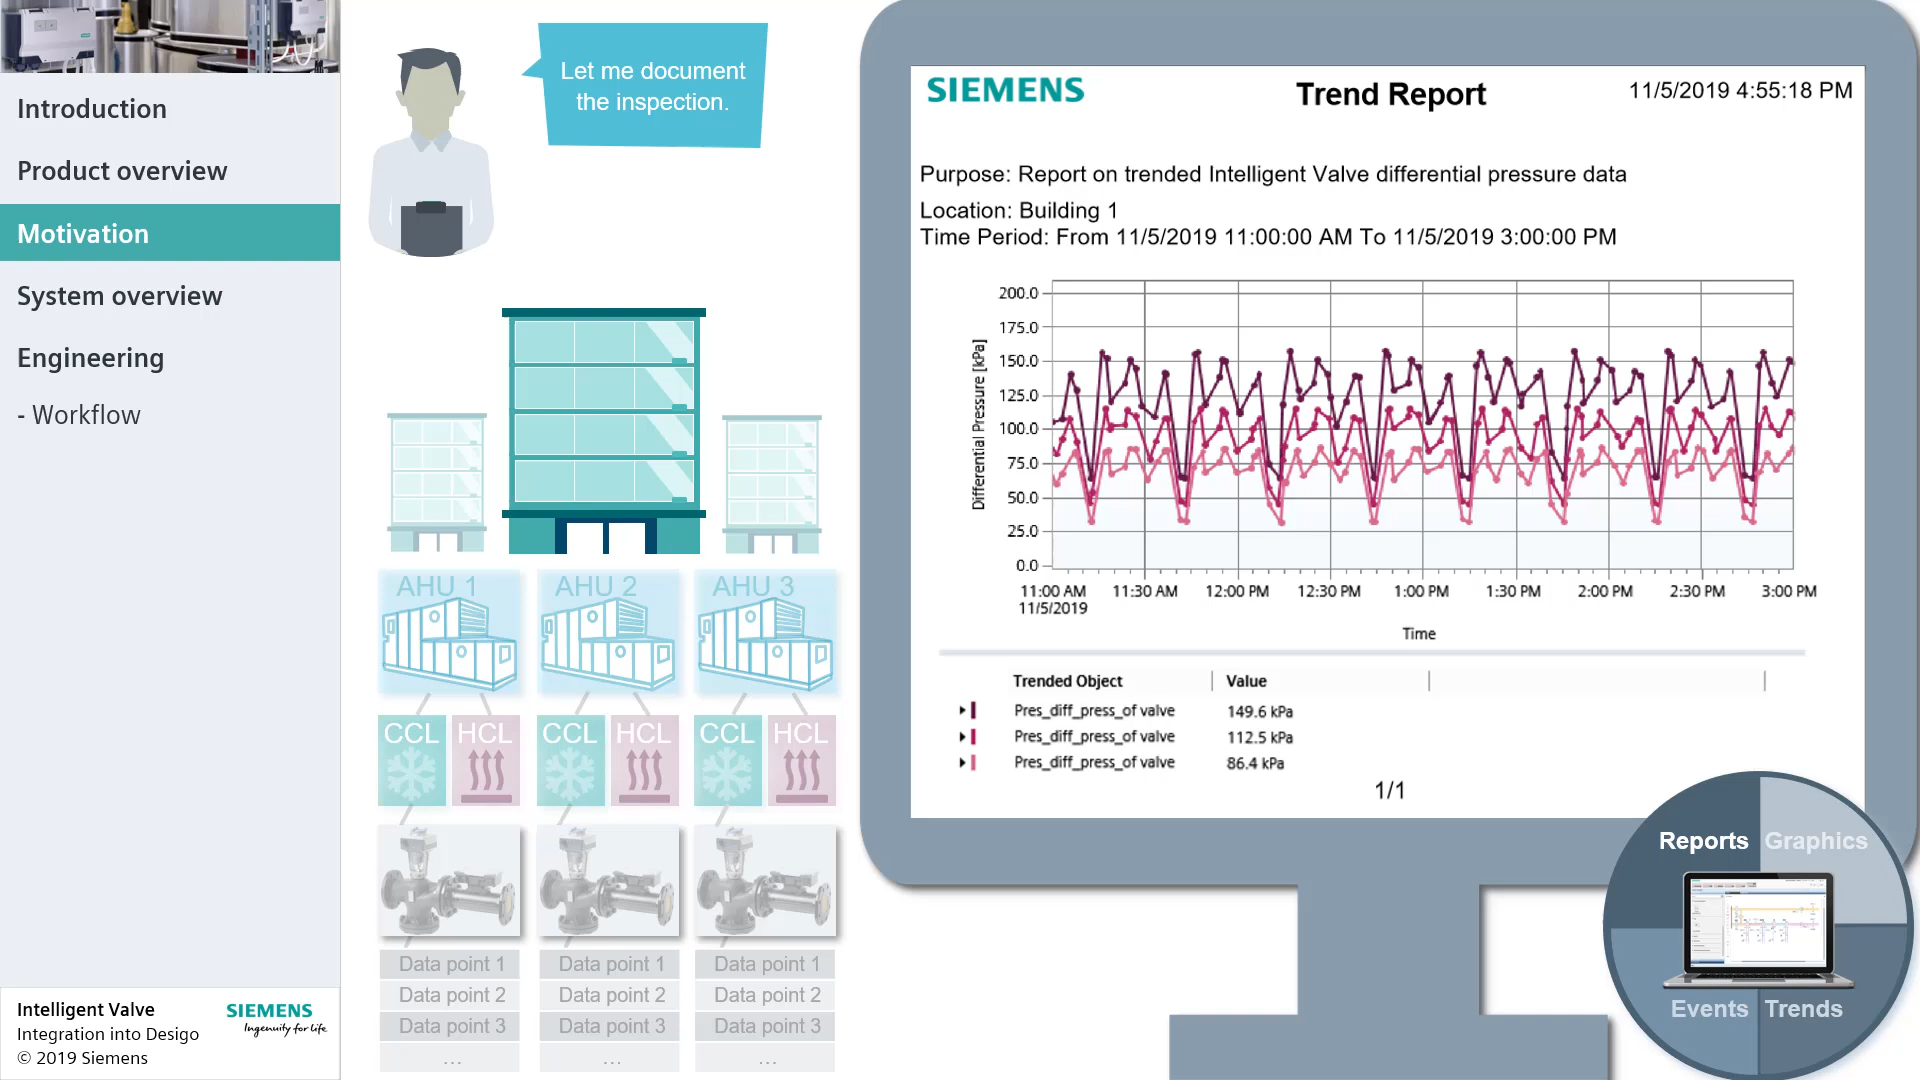 Introduction
Product overview
Motivation
System overview
Engineering
- Workflow
Intelligent Valve
Integration into Desigo
© 2019 Siemens
SIEMENS
Ingenuity for life
Let me document
the inspection.
AHU 1
AHU 2
AHU 3
CCL
HCL
CCL
HCL
CCL
HCL
Data point 1
Data point 2
Data point 3
...
Data point 1
Data point 2
Data point 3
...
Data point 1
Data point 2
Data point 3
...
SIEMENS
Trend Report
11/5/2019 4:55:18 PM
Purpose: Report on trended Intelligent Valve differential pressure data
Location: Building 1
Time Period: From 11/5/2019 11:00:00 AM To 11/5/2019 3:00:00 PM
Differential Pressure [kPa]
200.0
175.0
150.0
125.0
100.0
75.0
50.0
25.0
0.0
11:00 AM
11/5/2019
11:30 AM
12:00 PM
12:30 PM
1:00 PM
1:30 PM
2:00 PM
2:30 PM
3:00 PM
Time
Trended Object Value
Pres_diff_press_of valve 149.6 kPa
Pres_diff_press_of valve 112.5 kPa
Pres_diff_press_of valve 86.4 kPa
1/1
Reports
Graphics
Events
Trends